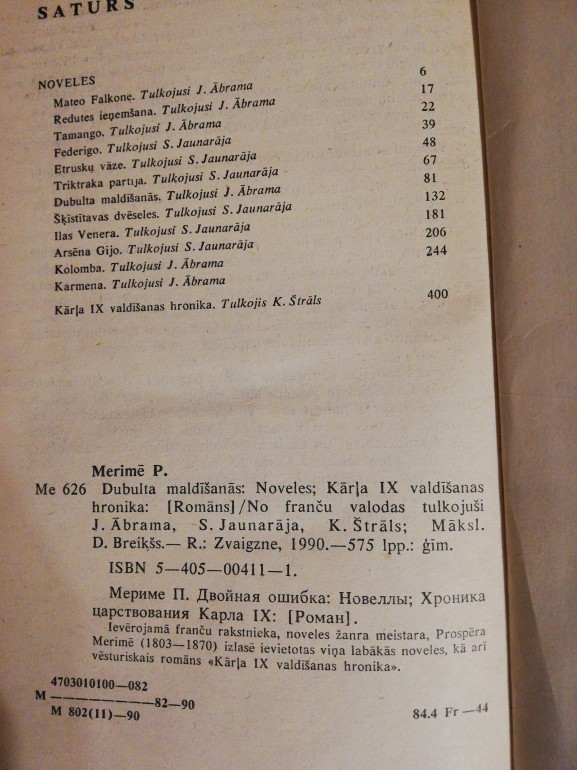 SATURS
NOVELES
Mateo Falkone. Tulkojusi J. Ābrama 6
Redutes ieņemšana. Tulkojusi J. Ābrama 17
Tamango. Tulkojusi J. Ābrama 22
Federigo. Tulkojusi S. Jaunarāja 39
Etrusku vāze. Tulkojusi S. Jaunarāja 48
Triktraka partija. Tulkojusi S. Jaunarāja 67
Dubulta maldīšanās. Tulkojusi J. Ābrama 81
Šķīstītavas dvēseles. Tulkojusi S. Jaunarāja 132
Ilas Venera. Tulkojusi S. Jaunarāja 181
Arsēna Gijo. Tulkojusi S. Jaunarāja 206
Kolomba. Tulkojusi J. Ābrama 244
Karmena. Tulkojusi J. Ābrama
Kārļa IX valdīšanas hronika. Tulkojis K. Štrāls 400
Merimē P.
Me 626 Dubulta maldīšanās: Noveles; Kārļa IX valdīšanas
hronika: [Romāns]/No franču valodas tulkojuši
J. Ābrama, S. Jaunarāja, K. Štrāls; Māksl.
D. Breikšs.— R.: Zvaigzne, 1990.—575 lpp.: ģīm.
ISBN 5—405—00411—1.
Мериме П. Двойная ошибка: Новеллы; Хроника
царствования Карла IX: [Роман].
Ievērojamā franču rakstnieka, noveles žanra meistara, Prospēra
Merimē (1803—1870) izlasē ievietotas viņa labākās noveles, kā arī
vēsturiskais romāns «Kārļa IX valdīšanas hronika».
4703010100—082
M ——————————82—90
M 802(11)—90
84.4 Fr —44